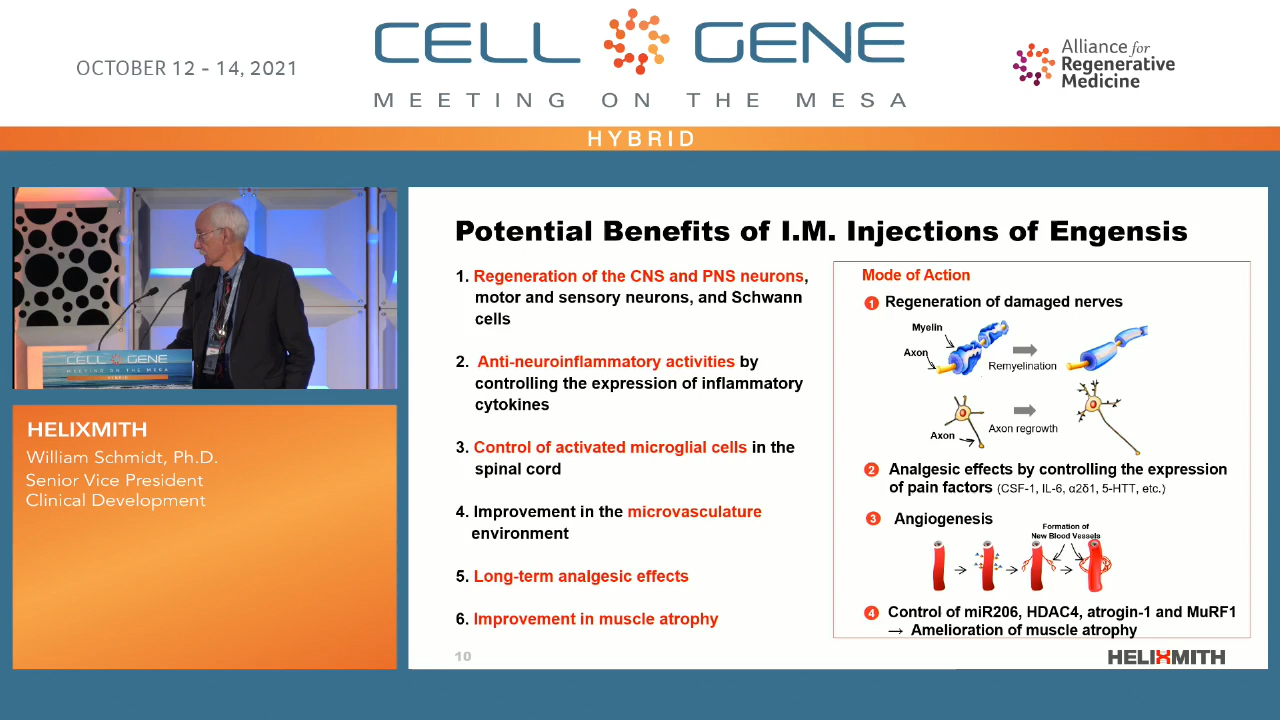 OCTOBER 12 - 14, 2021
CELL GENE
MEETING ON THE MESA
Alliance for
Regenerative
Medicine
HYBRID
CELL GENE
MEETING ON THE MESA
HYBRID
HELIXMITH
William Schmidt, Ph.D.
Senior Vice President
Clinical Development
Potential Benefits of I.M. Injections of Engensis
1. Regeneration of the CNS and PNS neurons,
motor and sensory neurons, and Schwann
cells
2. Anti-neuroinflammatory activities by
controlling the expression of inflammatory
cytokines
3. Control of activated microglial cells in the
spinal cord
4. Improvement in the microvasculature
environment
5. Long-term analgesic effects
6. Improvement in muscle atrophy
Mode of Action
1 Regeneration of damaged nerves
Myelin
Axon
Remyelination
Axon
Axon regrowth
2 Analgesic effects by controlling the expression
of pain factors (CSF-1, IL-6, α2δ1, 5-HTT, etc.)
3 Angiogenesis
Formation of
New Blood Vessels
4 Control of miR206, HDAC4, atrogin-1 and MuRF1
→ Amelioration of muscle atrophy
10
HELIXMITH